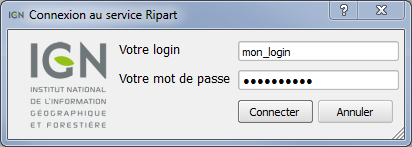 IGN Connexion au service Ripart
IGN
INSTITUT NATIONAL
DE L'INFORMATION
GÉOGRAPHIQUE
ET FORESTIÈRE
Votre login
mon_login
Votre mot de passe
●●●●●●●●●●
Connecter
Annuler